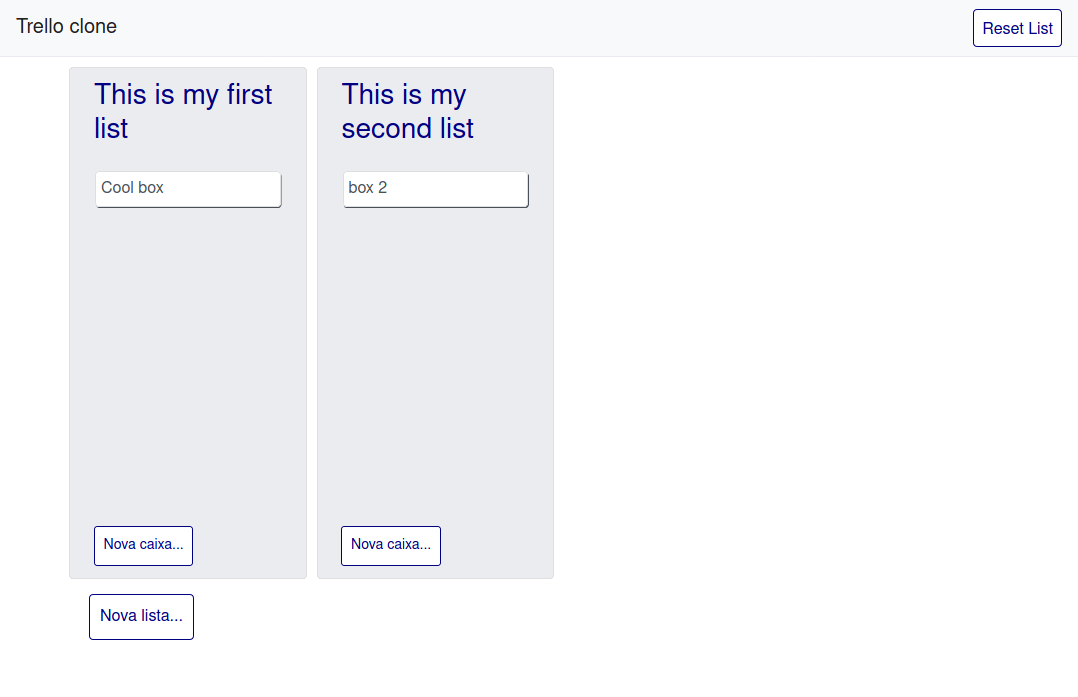 Trello clone
Reset List
This is my first
list
Cool box
Nova caixa...
This is my
second list
box 2
Nova caixa...
Nova lista...